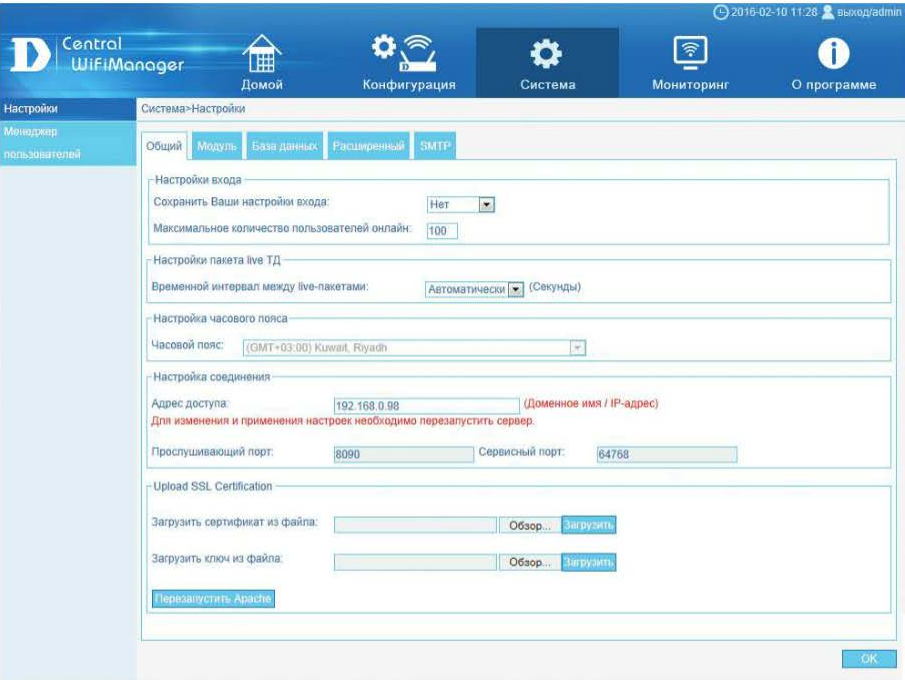 2016-02-10 11:28 выход/admin
D Central
WiFiManager
Домой
Конфигурация
Система
Мониторинг
О программе
Настройки
Менеджер
пользователей
Система>Настройки
Общий Модуль База данных Расширенный SMTP
Настройки входа
Сохранить Ваши настройки входа: Нет
Максимальное количество пользователей онлайн: 100
Настройки пакета live ТД
Временной интервал между live-пакетами: Автоматически (Секунды)
Настройка часового пояса
Часовой пояс: (GMT+03:00) Kuwait, Riyadh
Настройка соединения
Адрес доступа: 192.168.0.98 (Доменное имя / IP-адрес)
Для изменения и применения настроек необходимо перезапустить сервер.
Прослушивающий порт: 8090 Сервисный порт: 64768
Upload SSL Certification
Загрузить сертификат из файла: Обзор... Загрузить
Загрузить ключ из файла: Обзор... Загрузить
Перезапустить Apache
OK